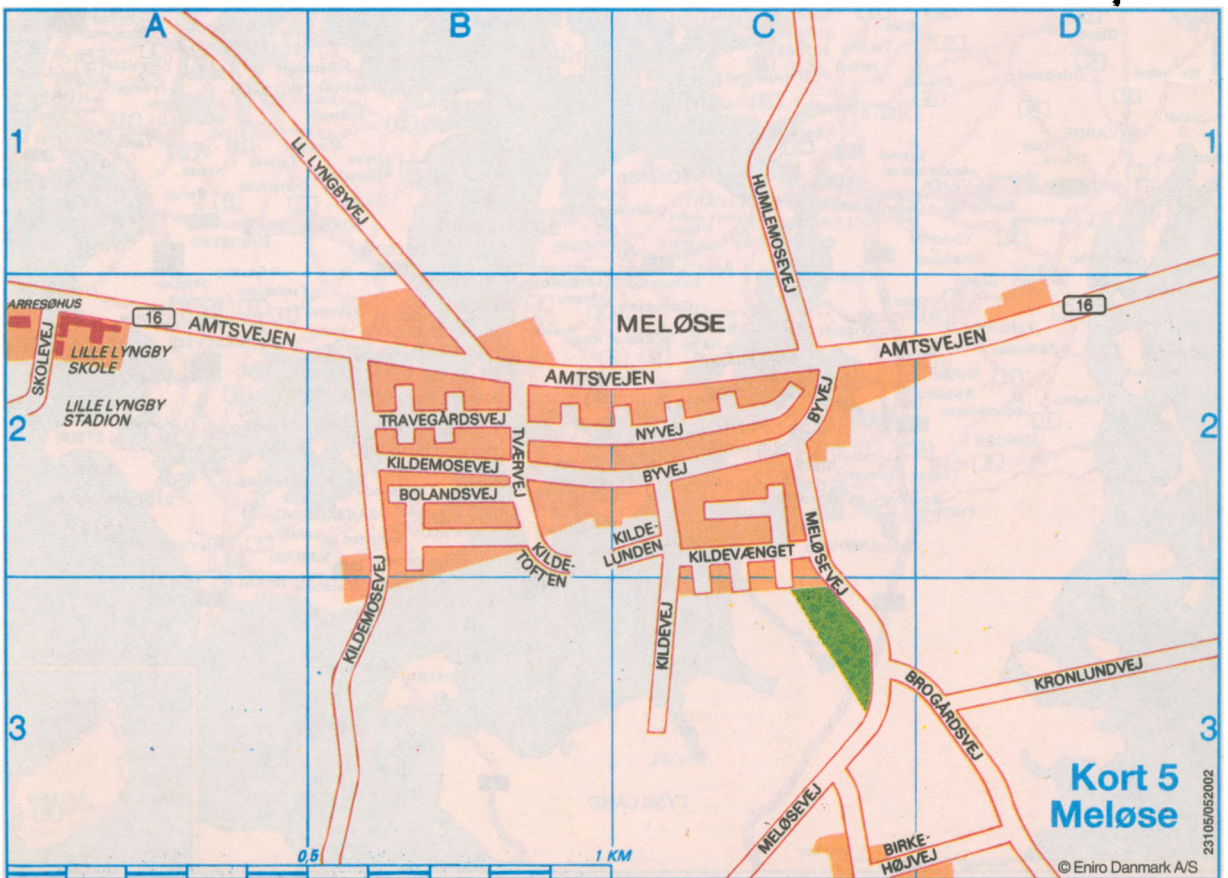 A
B
C
D
1
1
LL. LYNGBYVEJ
HUMLEMOSEVEJ
ARRESØHUS
16
AMTSVEJEN
MELØSE
16
SKOLEVEJ
LILLE LYNGBY
SKOLE
AMTSVEJEN
AMTSVEJEN
LILLE LYNGBY
STADION
TRAVEGÅRDSVEJ
BYVEJ
2
NYVEJ
2
TVÆRVEJ
KILDEMOSEVEJ
BYVEJ
BOLANDSVEJ
MELØSEVEJ
KILDE-
LUNDEN
KILDE-
TOFTEN
KILDEVÆNGET
KILDEMOSEVEJ
KILDEVEJ
KRONLUNDVEJ
BROGÅRDSVEJ
3
3
Kort 5
Meløse
MELØSEVEJ
BIRKE-
HØJVEJ
0,5
1 KM
23105/052002
© Eniro Danmark A/S